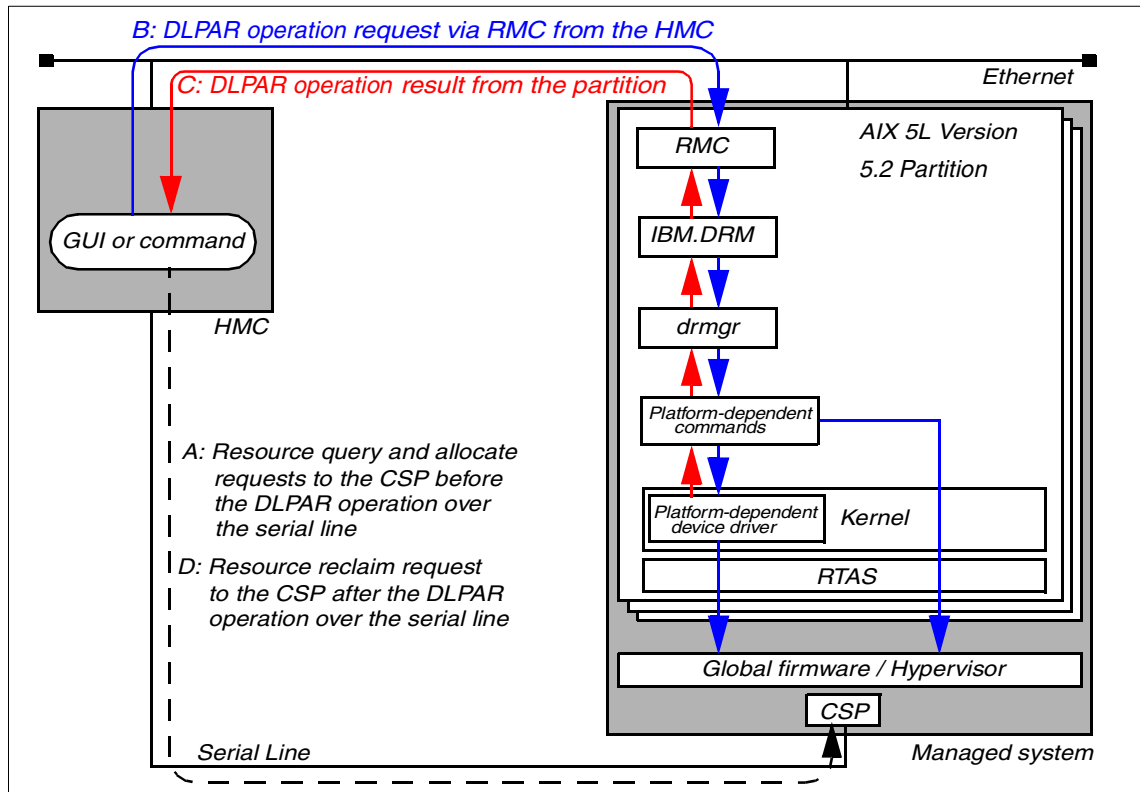 B: DLPAR operation request via RMC from the HMC
Ethernet
C: DLPAR operation result from the partition
AIX 5L Version
5.2 Partition
RMC
GUI or command
IBM.DRM
HMC
drmgr
Platform-dependent
commands
A: Resource query and allocate
requests to the CSP before
the DLPAR operation over
the serial line
Platform-dependent
device driver
Kernel
D: Resource reclaim request
to the CSP after the DLPAR
operation over the serial line
RTAS
Global firmware / Hypervisor
CSP
Serial Line
Managed system